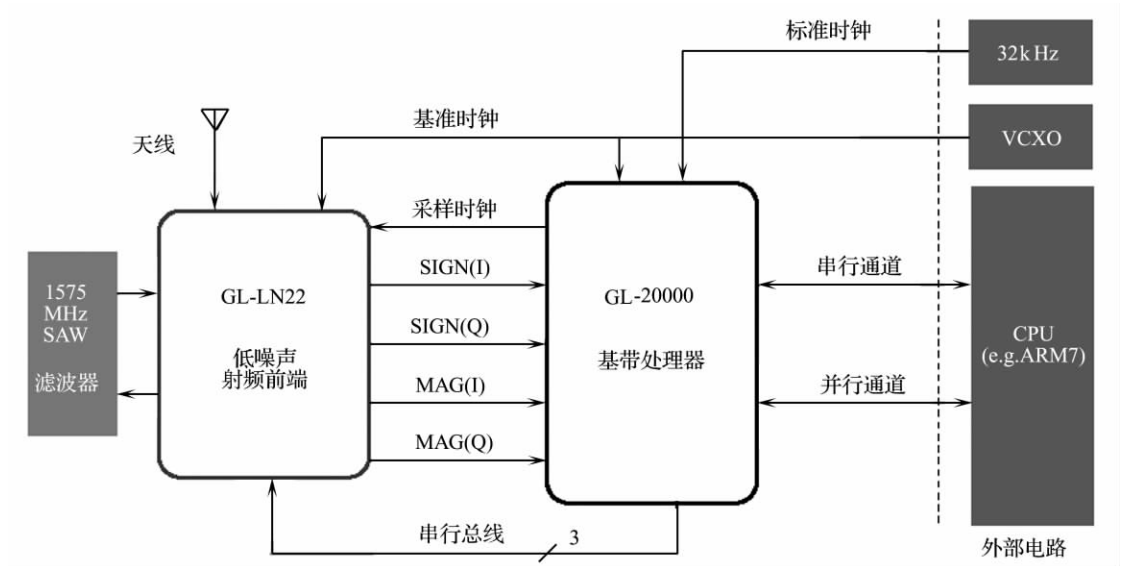 标准时钟
32k Hz
基准时钟
VCXO
天线
采样时钟
1575
MHz
SAW
滤波器
GL-LN22
低噪声
射频前端
SIGN(I)
SIGN(Q)
MAG(I)
MAG(Q)
GL-20000
基带处理器
串行通道
并行通道
CPU
(e.g.ARM7)
串行总线
3
外部电路